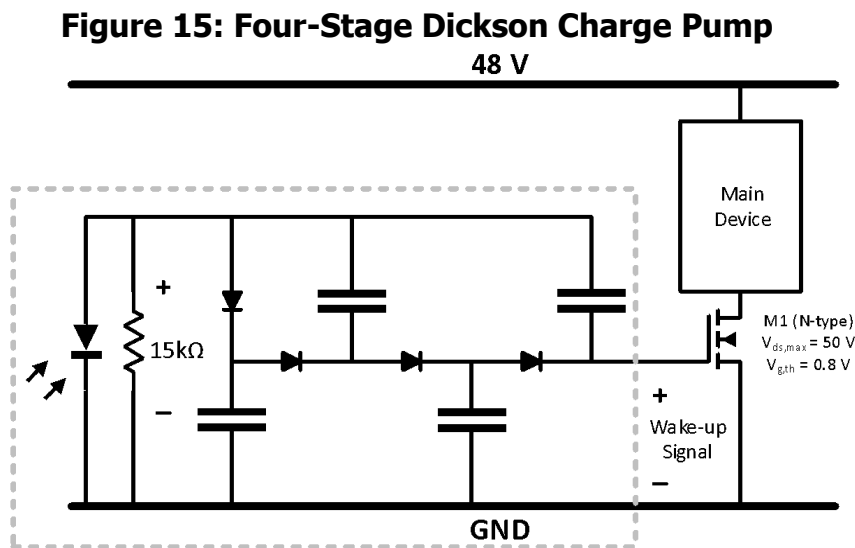 Figure 15: Four-Stage Dickson Charge Pump
48 V
Main
Device
+
15kΩ
−
M1 (N-type)
Vds,max = 50 V
Vg,th = 0.8 V
+
Wake-up
Signal
−
GND